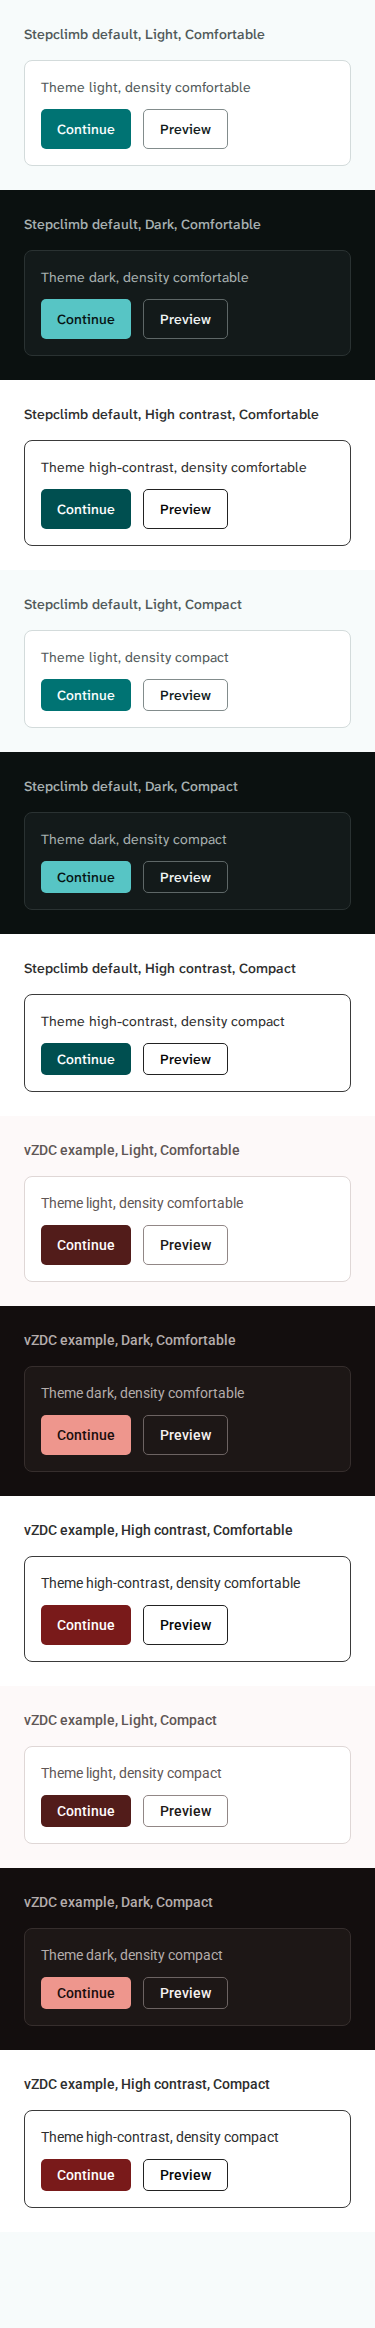 Stepclimb default, Light, Comfortable
Theme light, density comfortable
Continue Preview
Stepclimb default, Dark, Comfortable
Theme dark, density comfortable
Continue Preview
Stepclimb default, High contrast, Comfortable
Theme high-contrast, density comfortable
Continue Preview
Stepclimb default, Light, Compact
Theme light, density compact
Continue Preview
Stepclimb default, Dark, Compact
Theme dark, density compact
Continue Preview
Stepclimb default, High contrast, Compact
Theme high-contrast, density compact
Continue Preview
vZDC example, Light, Comfortable
Theme light, density comfortable
Continue Preview
vZDC example, Dark, Comfortable
Theme dark, density comfortable
Continue Preview
vZDC example, High contrast, Comfortable
Theme high-contrast, density comfortable
Continue Preview
vZDC example, Light, Compact
Theme light, density compact
Continue Preview
vZDC example, Dark, Compact
Theme dark, density compact
Continue Preview
vZDC example, High contrast, Compact
Theme high-contrast, density compact
Continue Preview